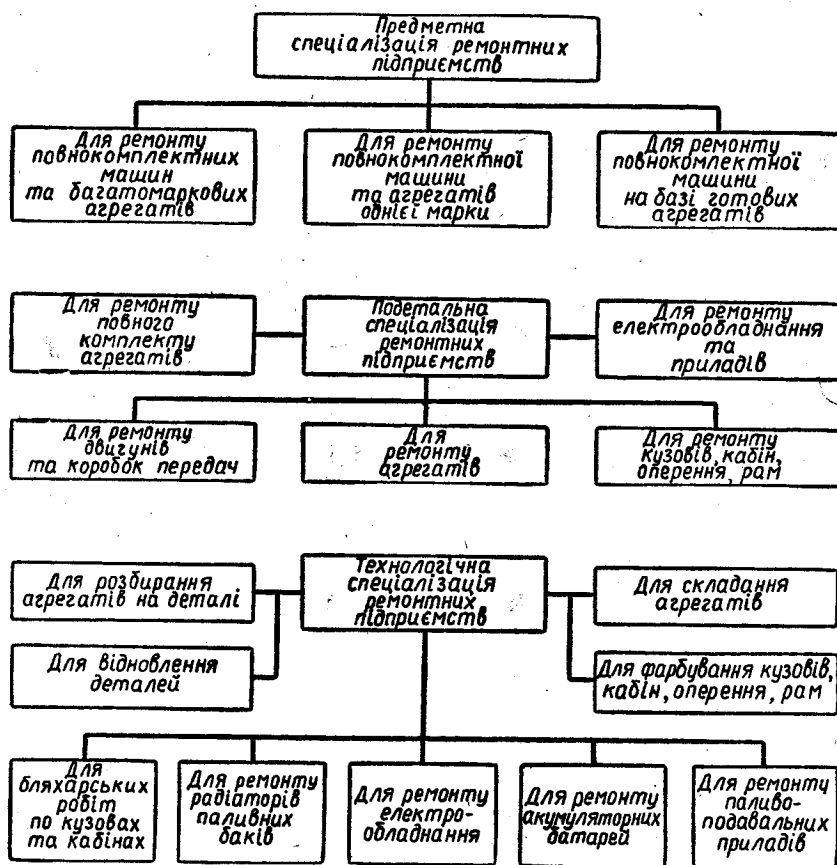 Предметна
спеціалізація ремонтних
підприємств
Для ремонту
повнокомплектних
машин
та багатомаркових
агрегатів
Для ремонту
повнокомплектної
машини
та агрегатів
однієї марки
Для ремонту
повнокомлектної
машини
на базі готових
агрегатів
Для ремонту
повного
комплекту
агрегатів
Подетальна
спеціалізація
ремонтних
підприємств
Для ремонту
електрообладнання
та
приладів
Для ремонту
двигунів
та коробок передач
Для
ремонту
агрегатів
Для ремонту
кузовів, кабін,
оперення, рам
Для розбирання
агрегатів на деталі
Технологічна
спеціалізація
ремонтних
підприємств
Для складання
агрегатів
Для відновлення
деталей
Для фарбування кузовів,
кабін, оперення, рам
Для
бляхарських
робіт
по кузовах
та кабінах
Для ремонту
радіаторів
паливних
баків
Для ремонту
електро-
обладнання
Для ремонту
акумуляторних
батарей
Для ремонту
паливо-
подавальних
приладів